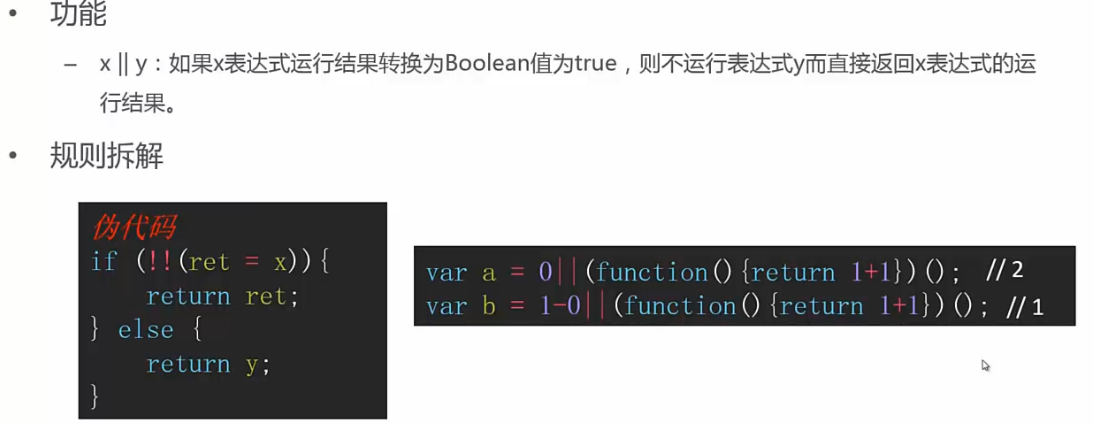 • 功能
– x || y：如果x表达式运行结果转换为Boolean值为true，则不运行表达式y而直接返回x表达式的运
行结果。
• 规则拆解
伪代码
if (!!(ret = x)){
return ret;
} else {
return y;
}
var a = 0||(function(){return 1+1})(); //2
var b = 1-0||(function(){return 1+1})(); //1